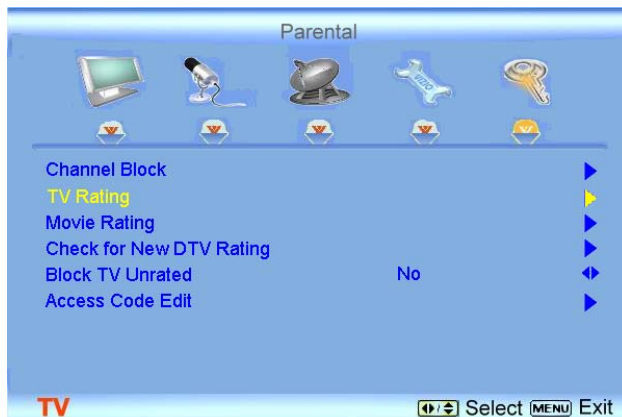 Parental
VIZIO
Channel Block
TV Rating
Movie Rating
Check for New DTV Rating
Block TV Unrated No
Access Code Edit
TV Select MENU Exit